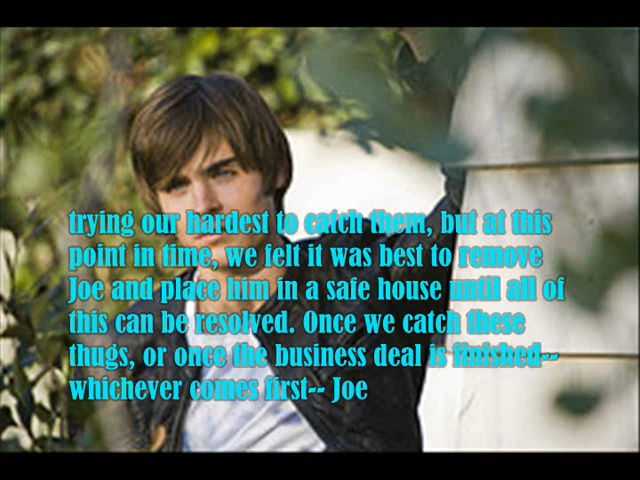 trying our hardest to catch them, but at this
point in time, we felt it was best to remove
Joe and place him in a safe house until all of
this can be resolved. Once we catch these
thugs, or once the business deal is finished--
whichever comes first-- Joe